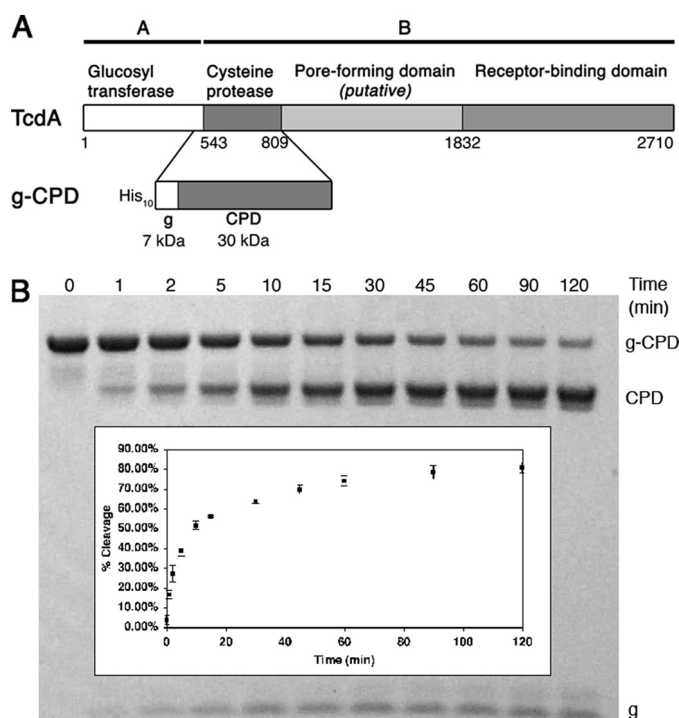 A
A B
Glucosyl transferase Cysteine protease Pore-forming domain (putative) Receptor-binding domain
TcdA
1 543 809 1832 2710
g-CPD His10
g CPD
7 kDa 30 kDa
B
0 1 2 5 10 15 30 45 60 90 120 Time (min)
g-CPD
CPD
90.00%
80.00%
70.00%
60.00%
50.00%
40.00%
30.00%
20.00%
10.00%
0.00%
% Cleavage
0 20 40 60 80 100 120
Time (min)
g